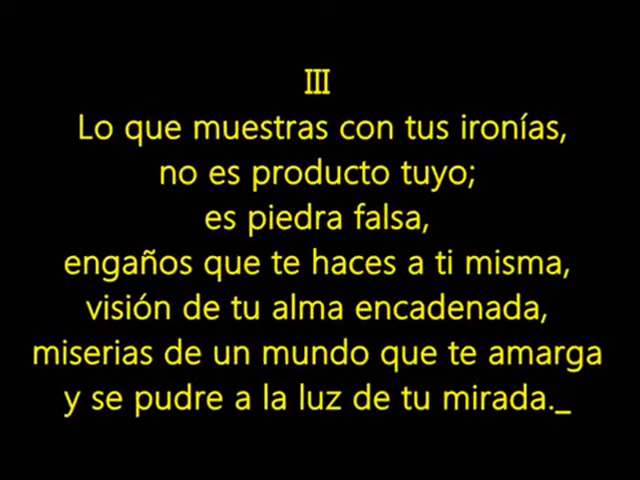 III
Lo que muestras con tus ironías,
no es producto tuyo;
es piedra falsa,
engaños que te haces a ti misma,
visión de tu alma encadenada,
miserias de un mundo que te amarga
y se pudre a la luz de tu mirada._